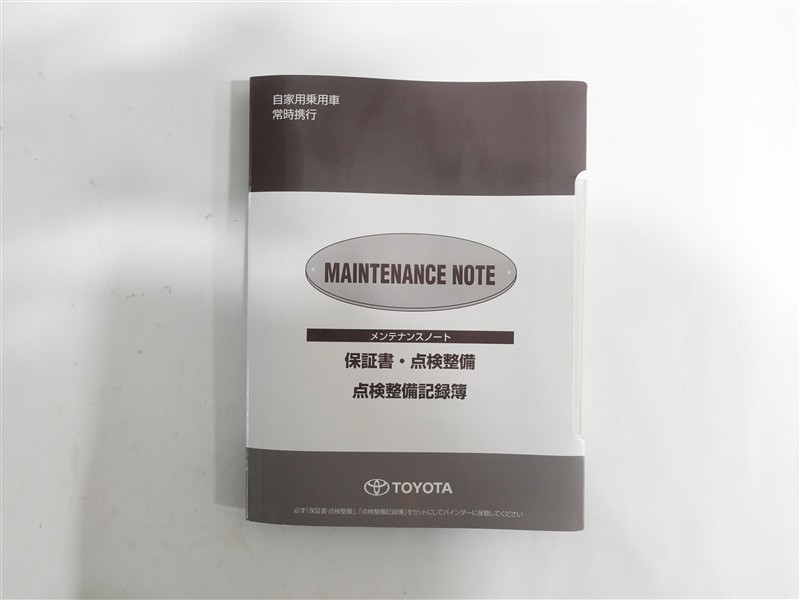 自家用乗用車
常時携行
MAINTENANCE NOTE
メンテナンスノート
保証書・点検整備
点検整備記録簿
TOYOTA
必ず「保証書・点検整備」、「点検整備記録簿」をセットにしてバインダーに保管してください